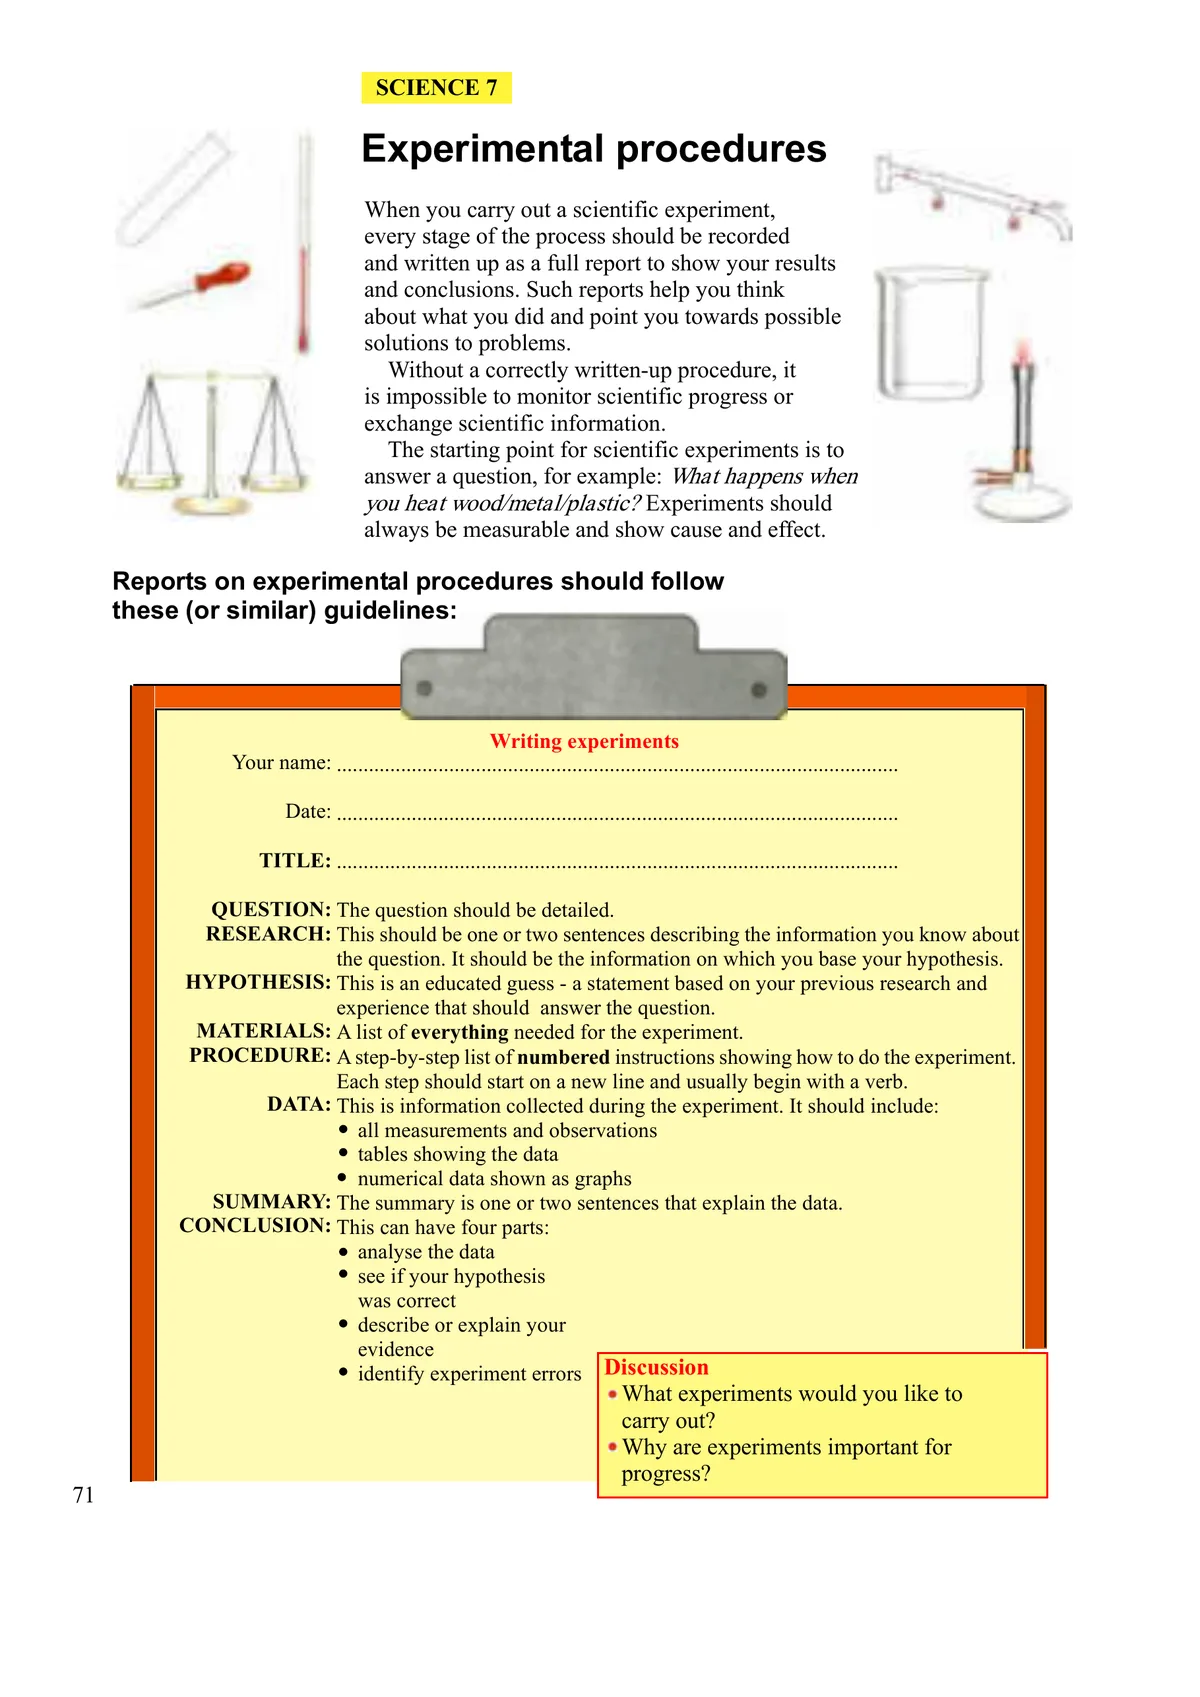 SCIENCE 7
Experimental procedures
When you carry out a scientific experiment,
every stage of the process should be recorded
and written up as a full report to show your results
and conclusions. Such reports help you think
about what you did and point you towards possible
solutions to problems.
Without a correctly written-up procedure, it
is impossible to monitor scientific progress or
exchange scientific information.
The starting point for scientific experiments is to
answer a question, for example: What happens when
you heat wood/metal/plastic? Experiments should
always be measurable and show cause and effect.
Reports on experimental procedures should follow
these (or similar) guidelines:
Writing experiments
Your name: ..........................................................................................................
Date: ..........................................................................................................
TITLE: ..........................................................................................................
QUESTION: The question should be detailed.
RESEARCH: This should be one or two sentences describing the information you know about
the question. It should be the information on which you base your hypothesis.
HYPOTHESIS: This is an educated guess - a statement based on your previous research and
experience that should answer the question.
MATERIALS: A list of everything needed for the experiment.
PROCEDURE: A step-by-step list of numbered instructions showing how to do the experiment.
Each step should start on a new line and usually begin with a verb.
DATA: This is information collected during the experiment. It should include:
• all measurements and observations
• tables showing the data
• numerical data shown as graphs
SUMMARY: The summary is one or two sentences that explain the data.
CONCLUSION: This can have four parts:
• analyse the data
• see if your hypothesis
was correct
• describe or explain your
evidence
• identify experiment errors
Discussion
• What experiments would you like to
carry out?
• Why are experiments important for
progress?
71